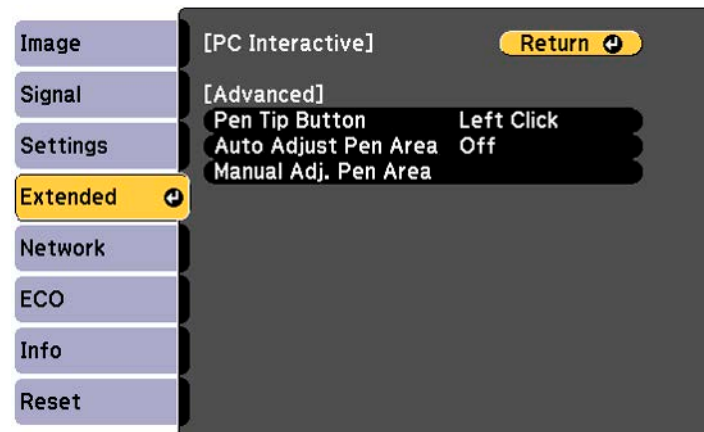 Image
Signal
Settings
Extended
Network
ECO
Info
Reset
[PC Interactive] Return
[Advanced]
Pen Tip Button Left Click
Auto Adjust Pen Area Off
Manual Adj. Pen Area